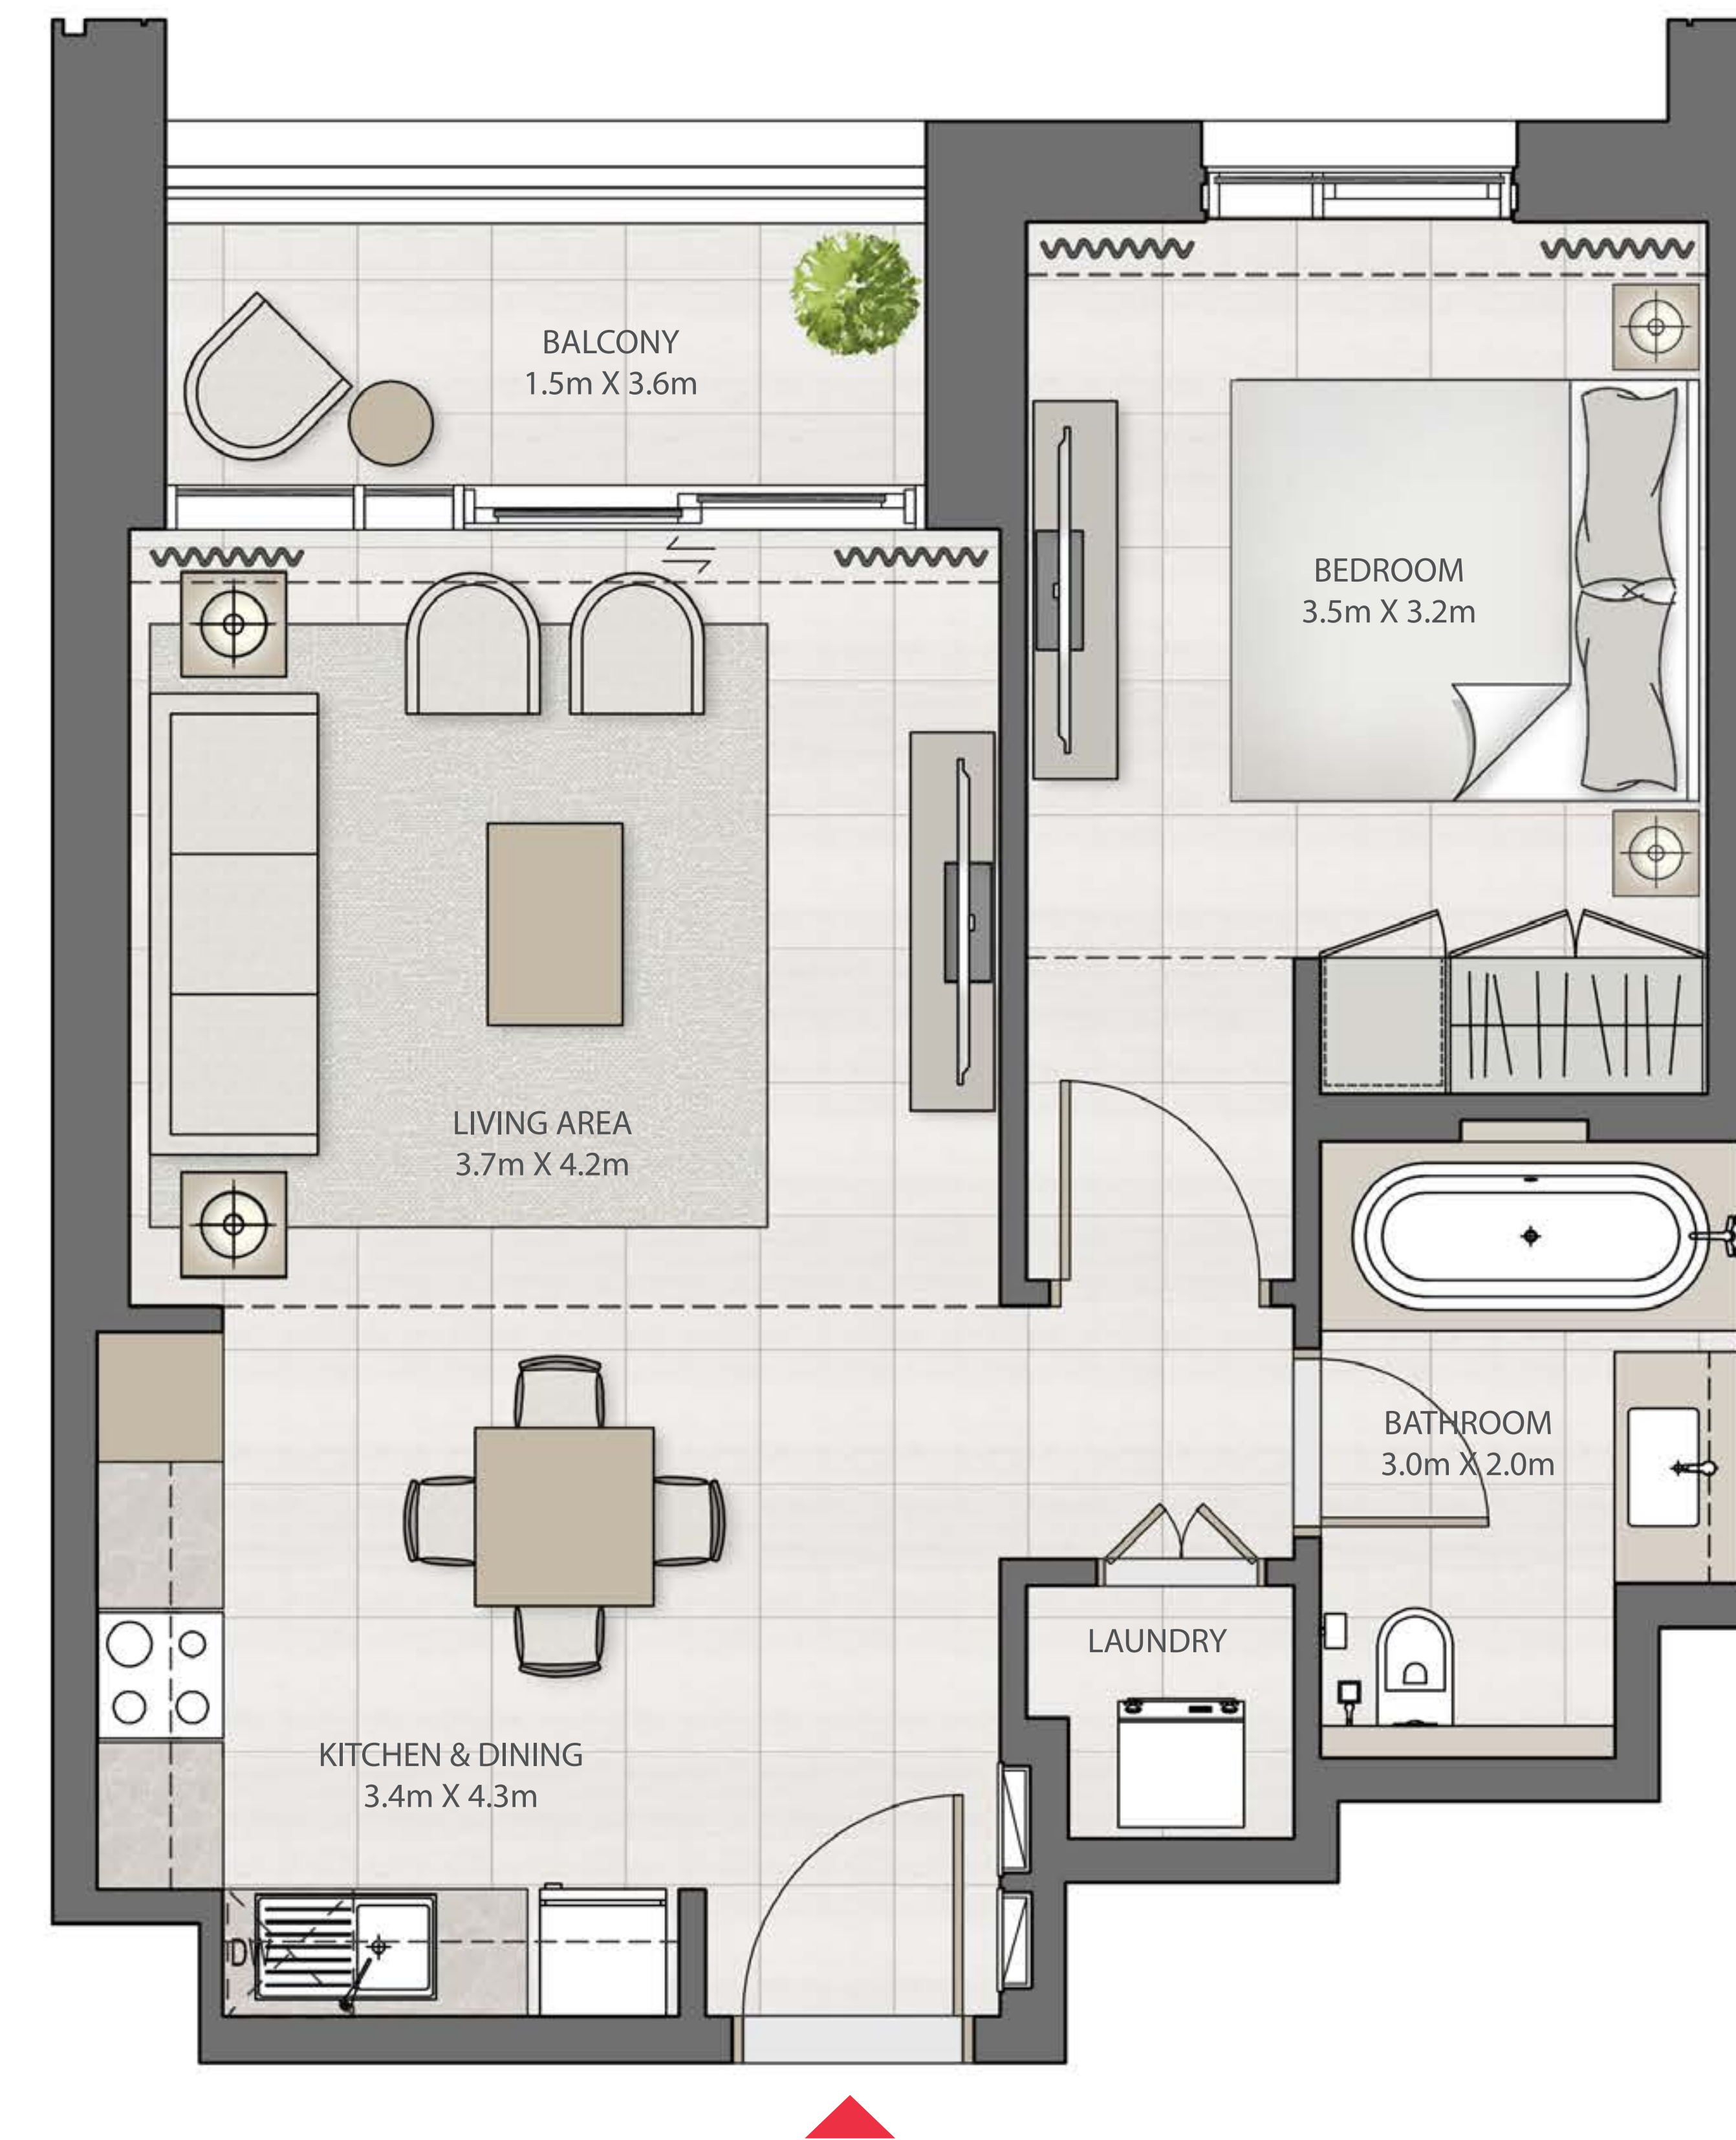 BALCONY
1.5m X 3.6m
BEDROOM
3.5m X 3.2m
LIVING AREA
3.7m X 4.2m
BATHROOM
3.0m X 2.0m
LAUNDRY
KITCHEN & DINING
3.4m X 4.3m
DW